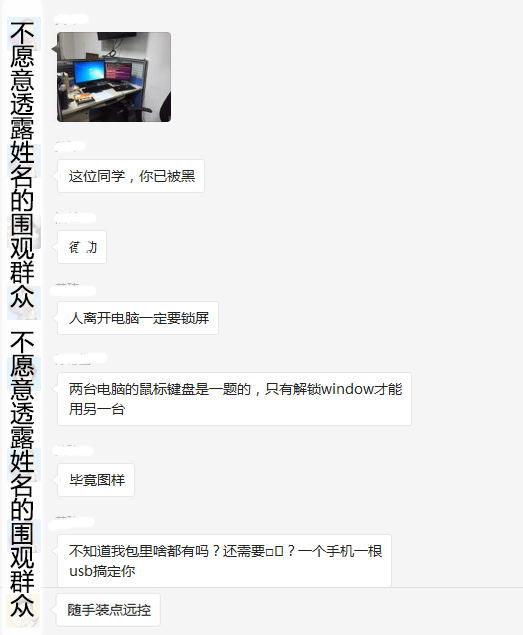 不愿意透露姓名的围观群众
这位同学，你已被黑
人离开电脑一定要锁屏
两台电脑的鼠标键盘是一题的，只有解锁window才能
用另一台
毕竟图样
不愿意透露姓名的围观群众
不知道我包里啥都有吗？还需要□▯？一个手机一根
usb搞定你
随手装点远控